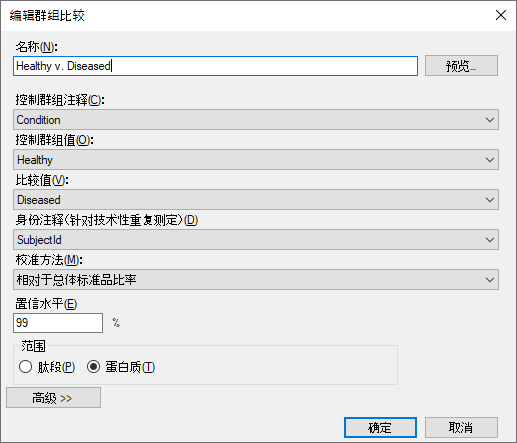 编辑群组比较
名称(N):
Healthy v. Diseased
预览...
控制群组注释(C):
Condition
控制群组值(O):
Healthy
比较值(V):
Diseased
身份注释(针对技术性重复测定)(D)
SubjectId
校准方法(M):
相对于总体标准品比率
置信水平(E)
99 %
范围
肽段(P) 蛋白质(T)
高级 >>
确定 取消